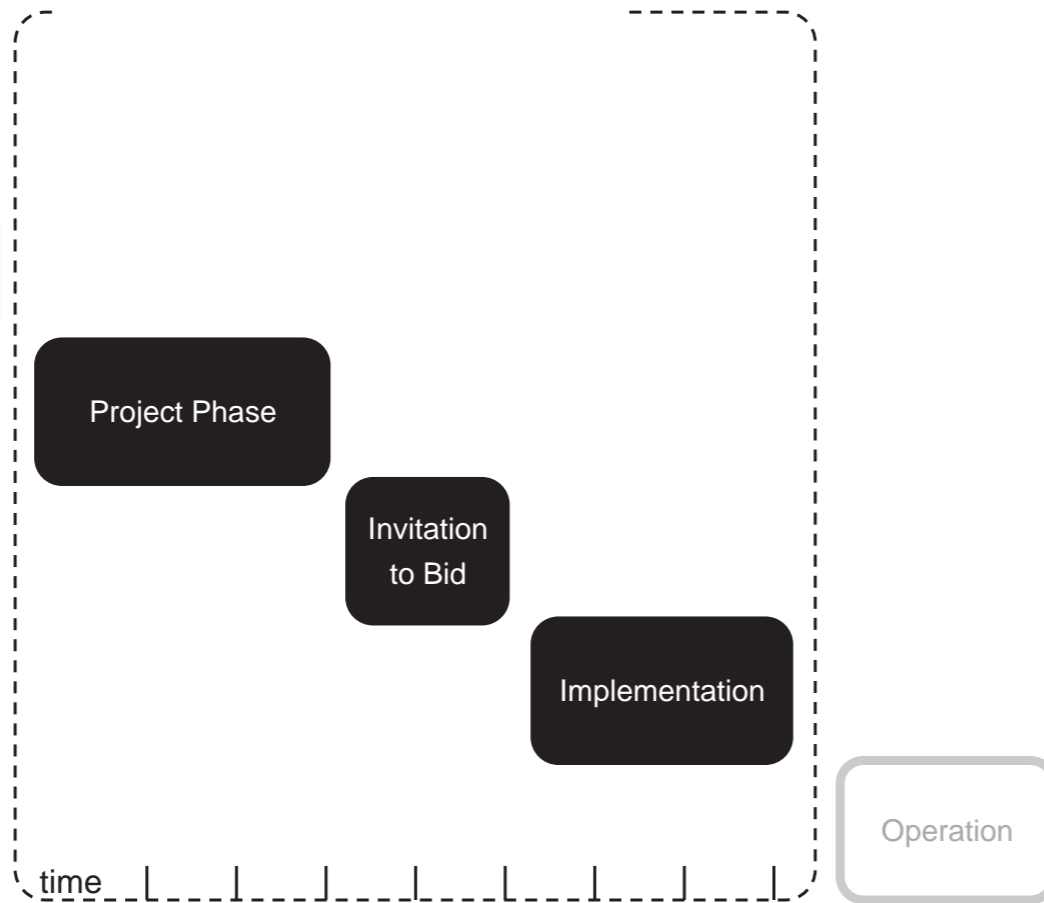 Project Phase
Invitation
to Bid
Implementation
Operation
time